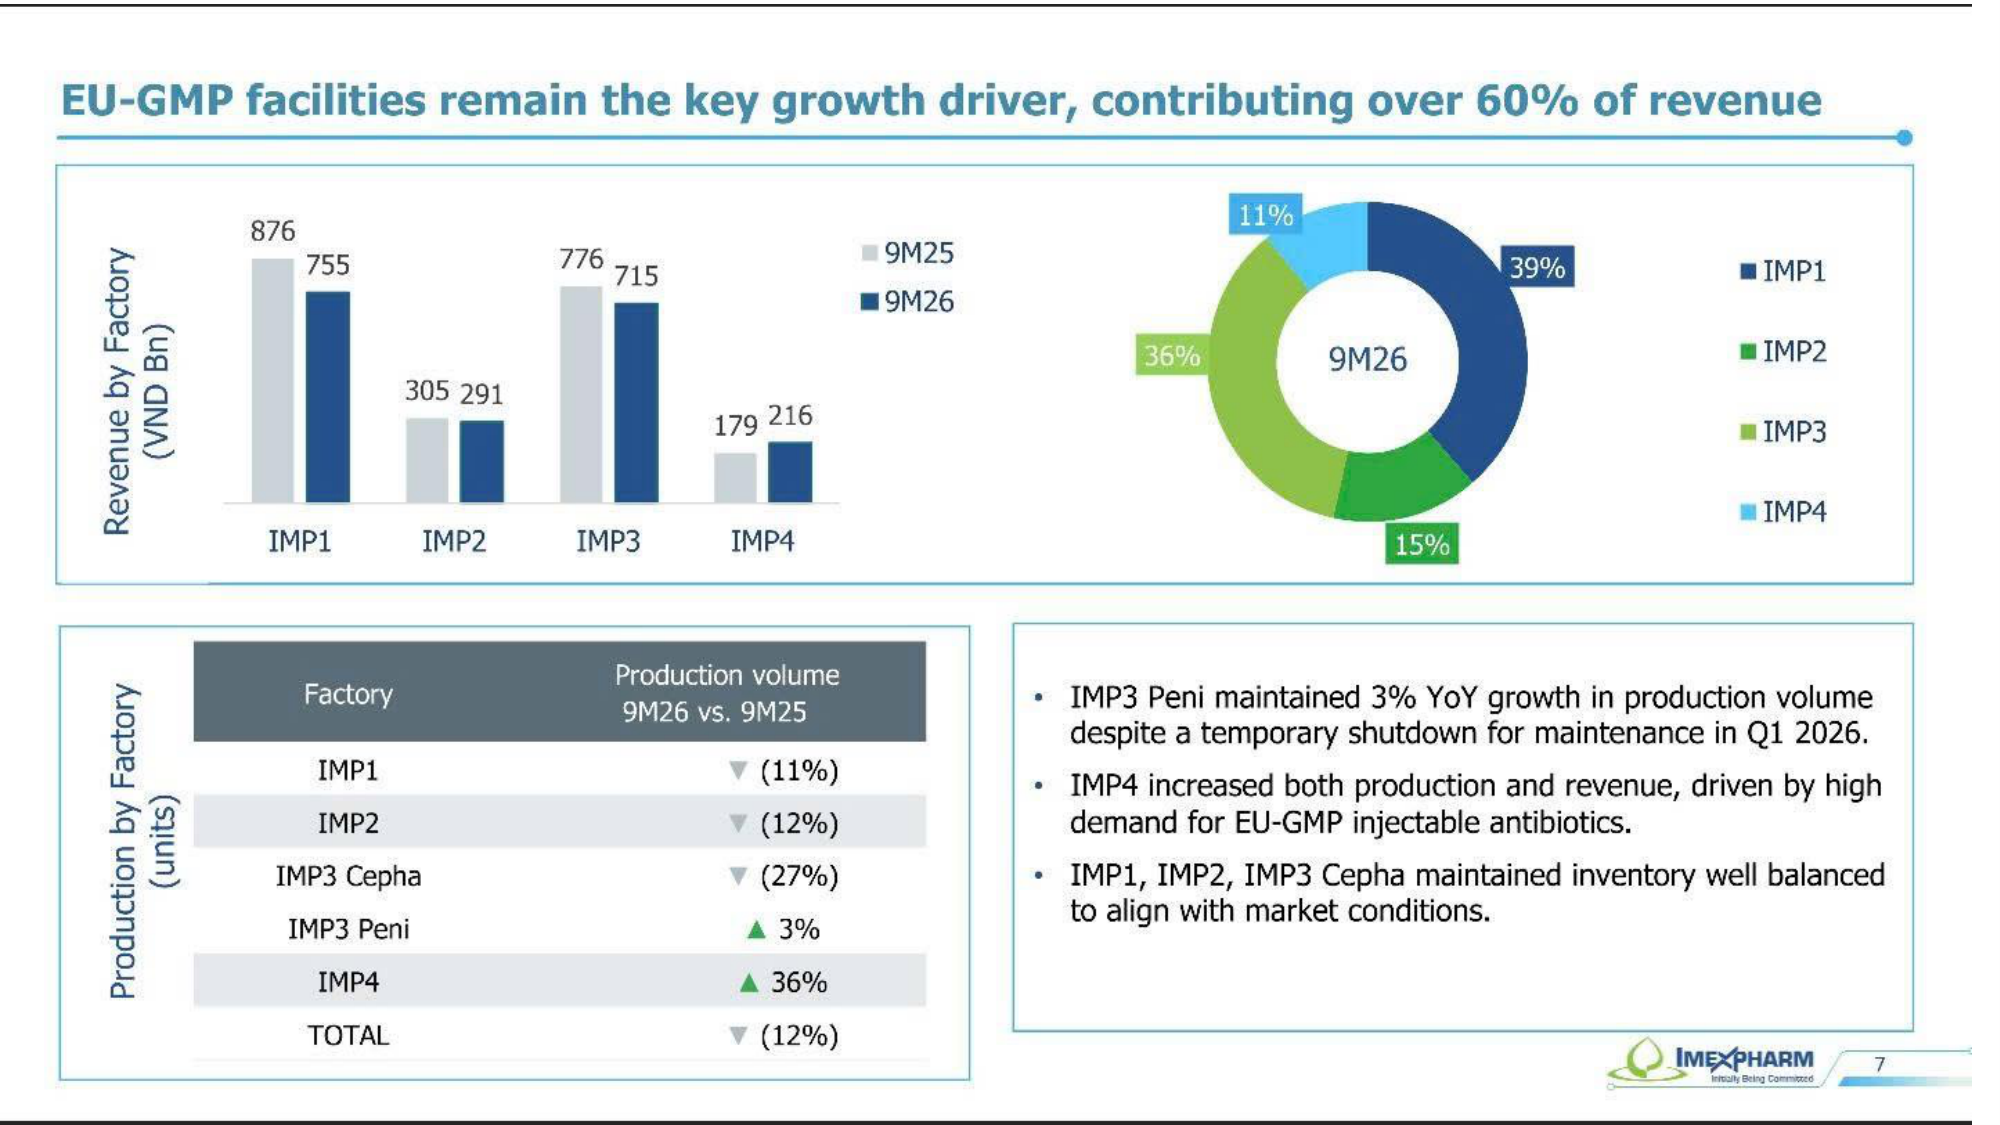 EU-GMP facilities remain the key growth driver, contributing over 60% of revenue
Revenue by Factory
(VND Bn)
876
755
305
291
776
715
179
216
IMP1
IMP2
IMP3
IMP4
9M25
9M26
11%
39%
36%
15%
9M26
IMP1
IMP2
IMP3
IMP4
Production by Factory
(units)
Factory
Production volume
9M26 vs. 9M25
IMP1 ▼ (11%)
IMP2 ▼ (12%)
IMP3 Cepha ▼ (27%)
IMP3 Peni ▲ 3%
IMP4 ▲ 36%
TOTAL ▼ (12%)
• IMP3 Peni maintained 3% YoY growth in production volume
despite a temporary shutdown for maintenance in Q1 2026.
• IMP4 increased both production and revenue, driven by high
demand for EU-GMP injectable antibiotics.
• IMP1, IMP2, IMP3 Cepha maintained inventory well balanced
to align with market conditions.
IMEXPHARM
Initially Being Committed
7